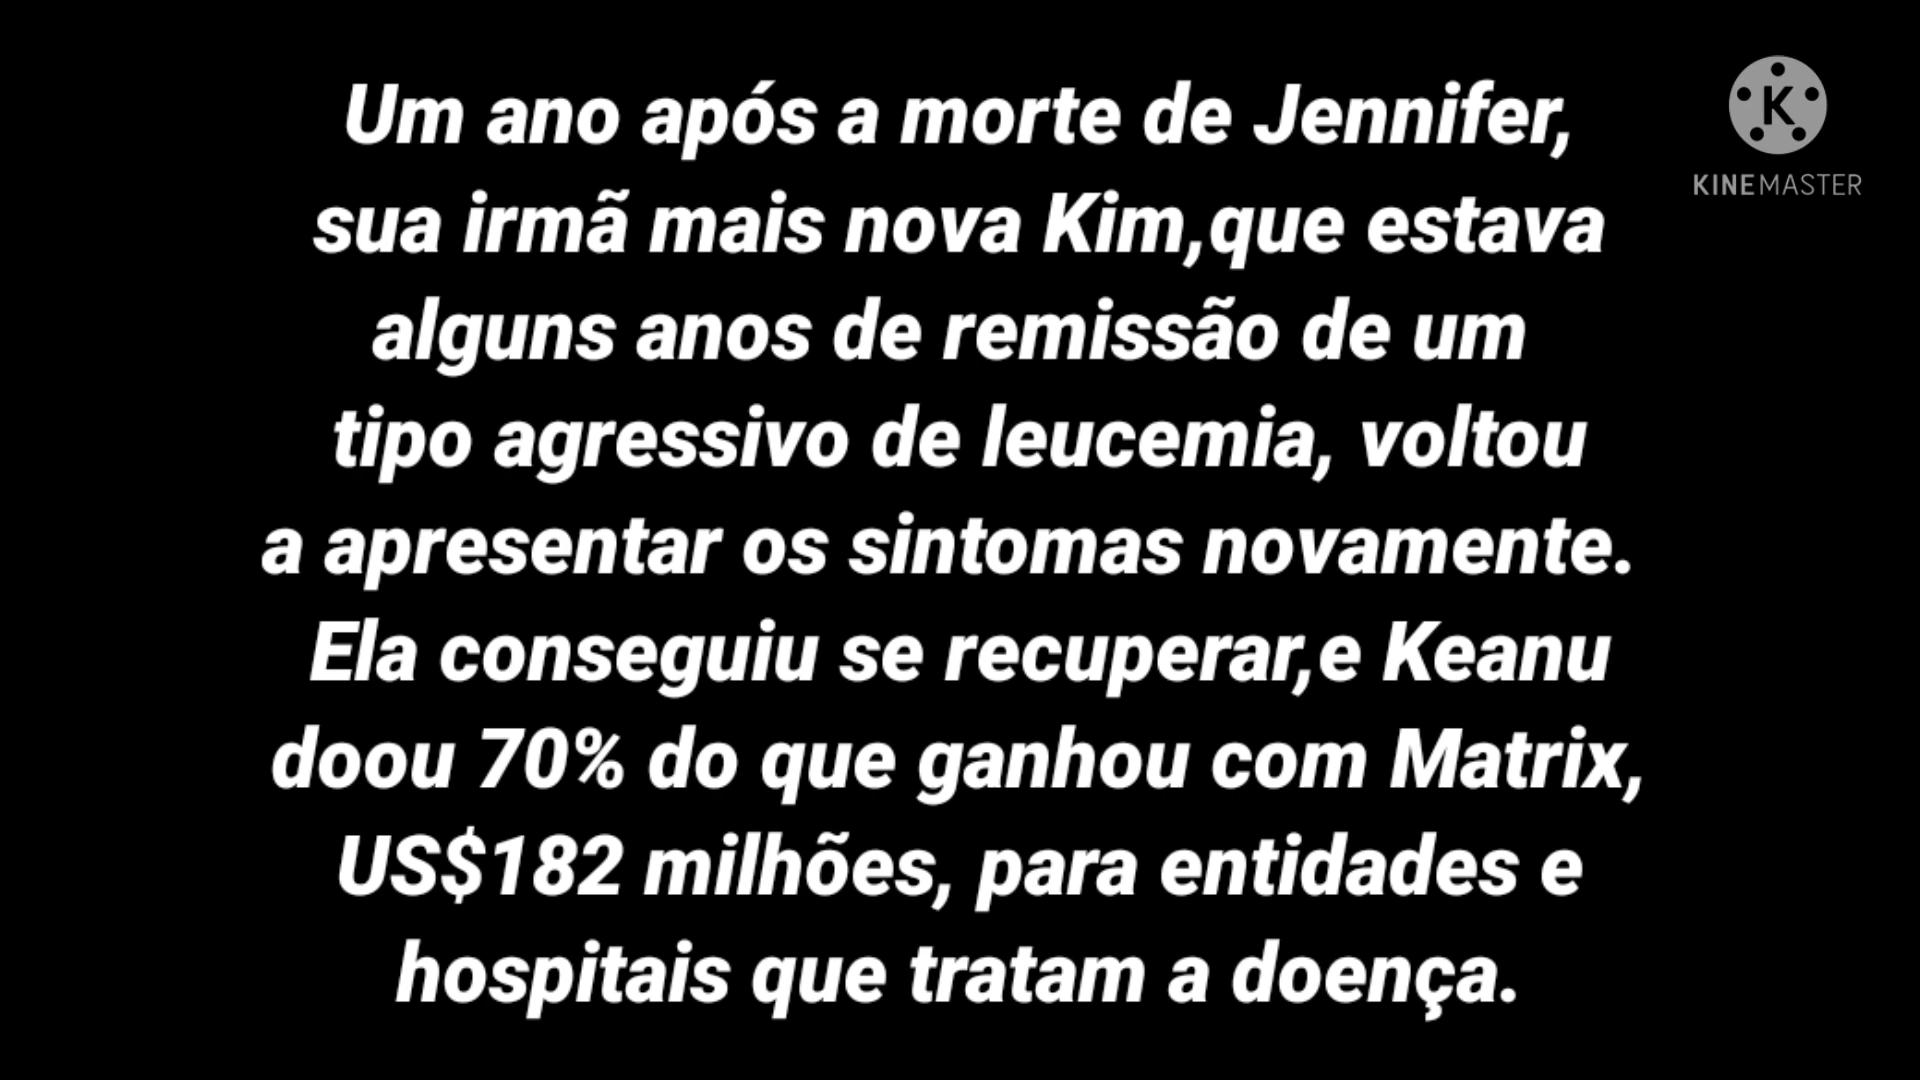 Um ano após a morte de Jennifer,
sua irmã mais nova Kim,que estava
alguns anos de remissão de um
tipo agressivo de leucemia, voltou
a apresentar os sintomas novamente.
Ela conseguiu se recuperar,e Keanu
doou 70% do que ganhou com Matrix,
US$182 milhões, para entidades e
hospitais que tratam a doença.
K
KINEMASTER